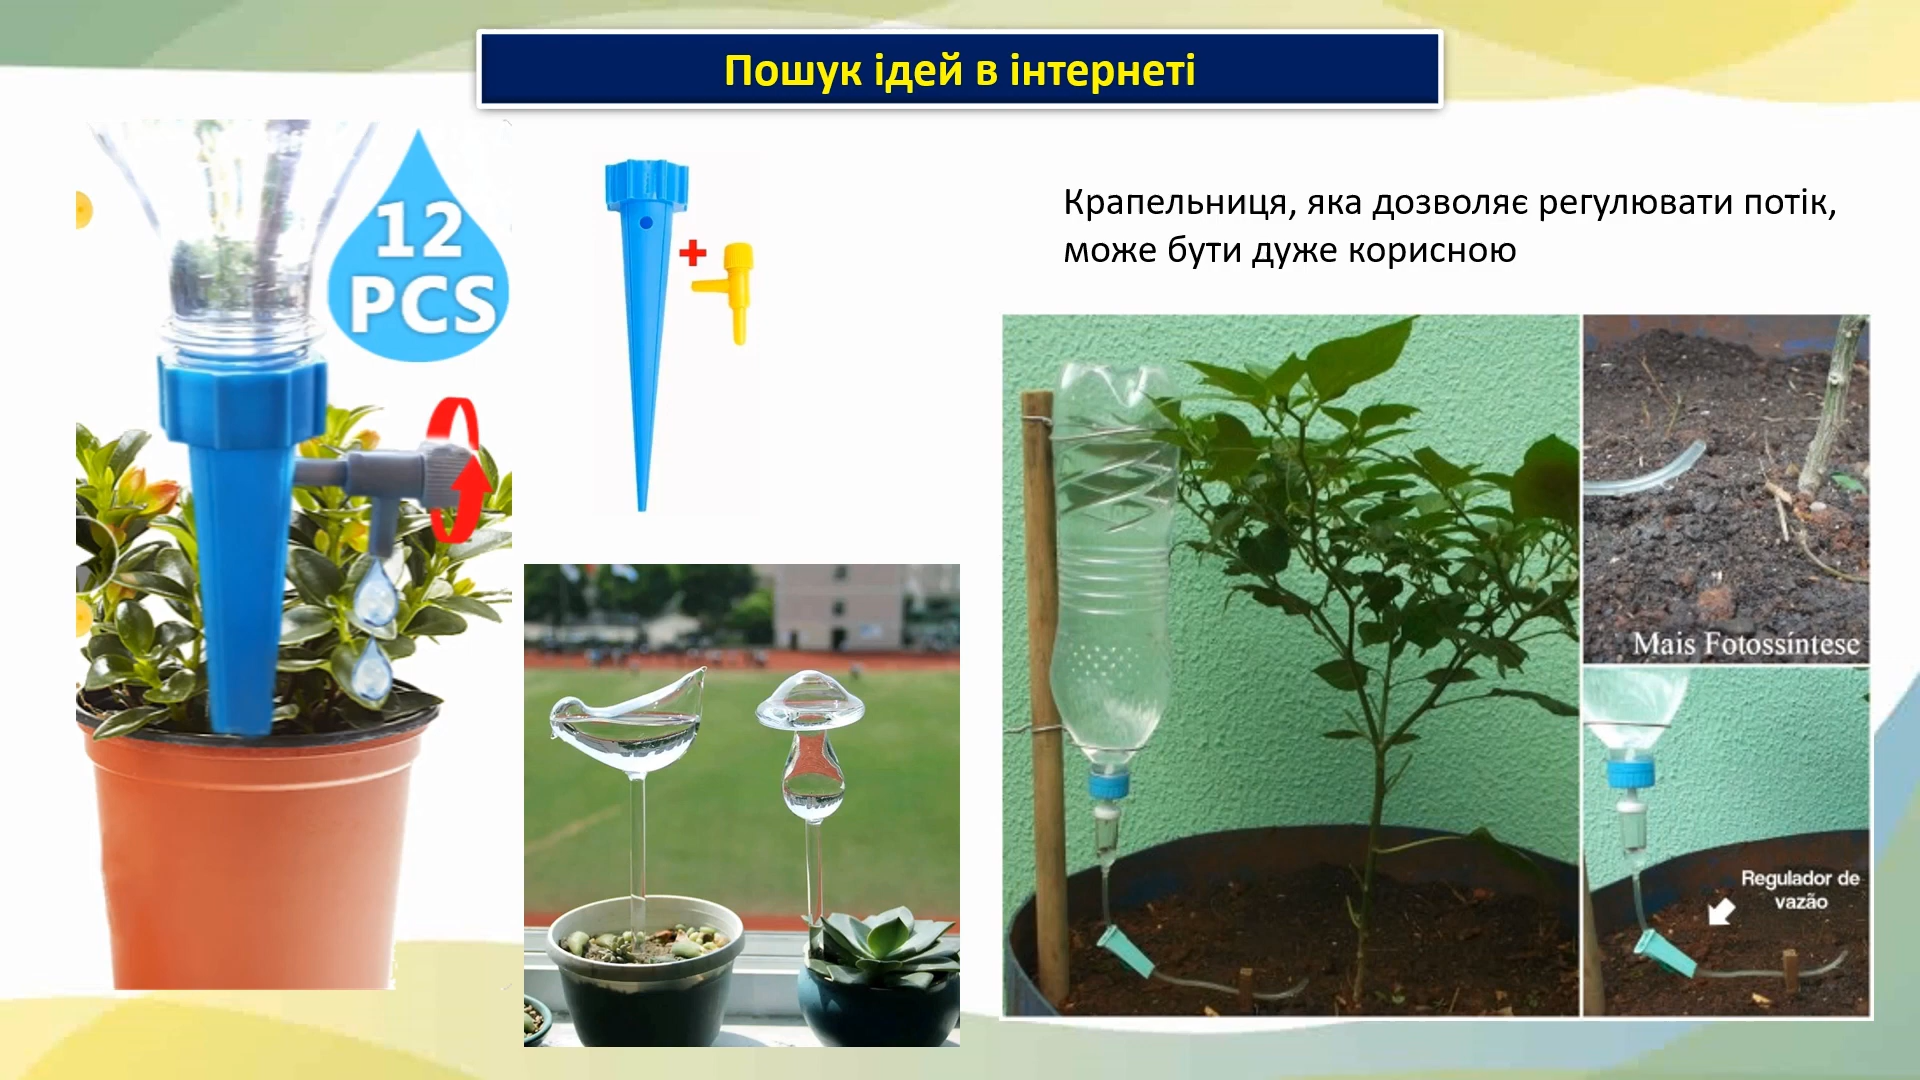 Пошук ідей в інтернеті
12
PCS
Крапельниця, яка дозволяє регулювати потік,
може бути дуже корисною
Mais Fotossíntese
Regulador de
vazão